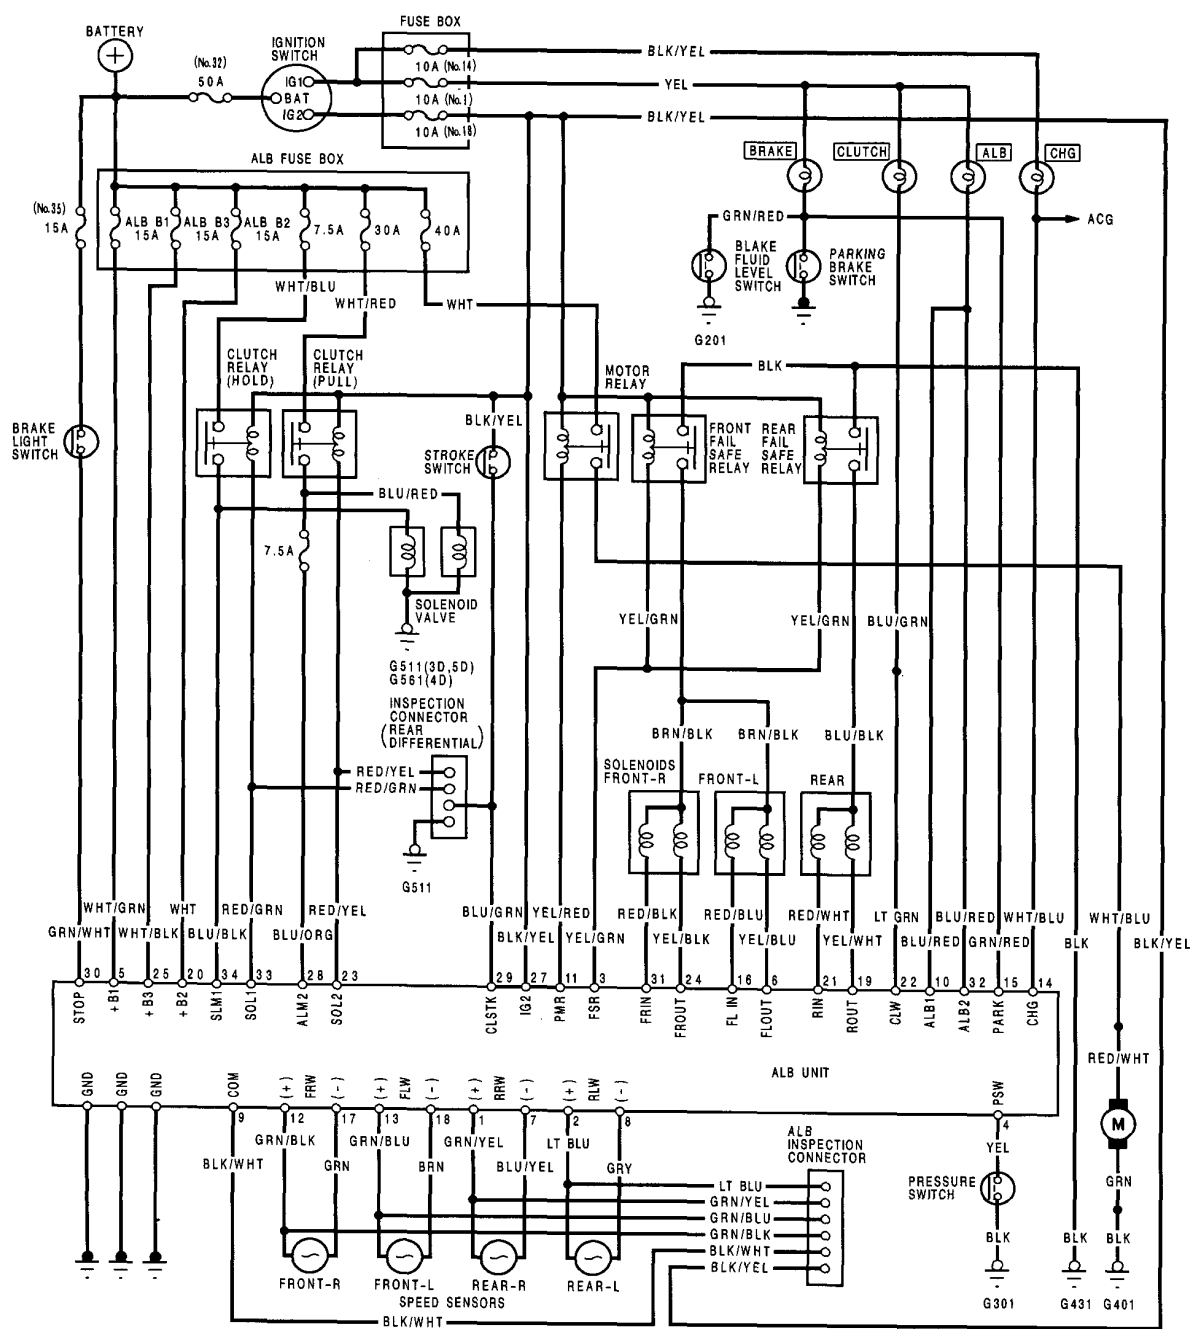 BATTERY
FUSE BOX
IGNITION
SWITCH
(No.32)
50A
IG1
BAT
IG2
10A (No.14)
10A (No.1)
10A (No.18)
BLK/YEL
YEL
BLK/YEL
BRAKE
CLUTCH
ALB
CHG
ALB FUSE BOX
(No.35)
15A
ALB B1
15A
ALB B3
15A
ALB B2
15A
7.5A
30A
40A
GRN/RED
ACG
BLAKE
FLUID
LEVEL
SWITCH
PARKING
BRAKE
SWITCH
G201
WHT/BLU
WHT/RED
WHT
CLUTCH
RELAY
(HOLD)
CLUTCH
RELAY
(PULL)
MOTOR
RELAY
BLK
BRAKE
LIGHT
SWITCH
BLK/YEL
STROKE
SWITCH
FRONT
FAIL
SAFE
RELAY
REAR
FAIL
SAFE
RELAY
BLU/RED
7.5A
SOLENOID
VALVE
G511(3D,5D)
G561(4D)
YEL/GRN
YEL/GRN
BLU/GRN
INSPECTION
CONNECTOR
(REAR
DIFFERENTIAL)
RED/YEL
RED/GRN
G511
BRN/BLK
BRN/BLK
BLU/BLK
SOLENOIDS
FRONT-R
FRONT-L
REAR
WHT/GRN
WHT
RED/GRN
RED/YEL
BLU/GRN
YEL/RED
RED/BLK
RED/BLU
RED/WHT
LT GRN
BLU/RED
WHT/BLU
WHT/BLU
GRN/WHT
WHT/BLK
BLU/BLK
BLU/ORG
BLK/YEL
YEL/GRN
YEL/BLK
YEL/BLU
YEL/WHT
BLU/RED
GRN/RED
BLK
BLK/YEL
30 5 25 20 34 33 28 23 29 27 11 3 31 24 16 6 21 19 22 10 32 15 14
STOP +B1 +B3 +B2 SLM1 SOL1 ALM2 SOL2 CLSTK IG2 PMR FSR FRIN FROUT FL IN FLOUT RIN ROUT CLW ALB1 ALB2 PARK CHG
RED/WHT
ALB UNIT
GND GND GND COM (+) FRW (-) (+) FLW (-) (+) RRW (-) (+) RLW (-) PSW
9 12 17 13 18 1 7 2 8 4
M
GRN/BLK
GRN/BLU
GRN/YEL
LT BLU
BLK/WHT
GRN
BRN
BLU/YEL
GRY
ALB
INSPECTION
CONNECTOR
YEL
PRESSURE
SWITCH
GRN
LT BLU
GRN/YEL
GRN/BLU
GRN/BLK
BLK/WHT
BLK/YEL
BLK
BLK
BLK
FRONT-R
FRONT-L
REAR-R
REAR-L
SPEED SENSORS
BLK/WHT
G301
G431
G401